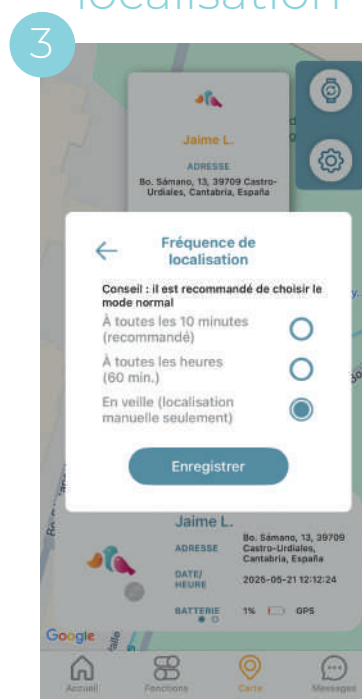 localisation
3
Jaime L.
ADRESSE
Bo. Sámano, 13, 39709 Castro-
Urdiales, Cantabria, España
Fréquence de
localisation
Conseil : il est recommandé de choisir le
mode normal
À toutes les 10 minutes
(recommandé)
À toutes les heures
(60 min.)
En veille (localisation
manuelle seulement)
Enregistrer
Jaime L.
ADRESSE
Bo. Sámano, 13, 39709
Castro-Urdiales,
Cantabria, España
DATE/
HEURE
2025-05-21 12:12:24
BATTERIE
1%
GPS
Google
Accueil
Fonctions
Carte
Messages